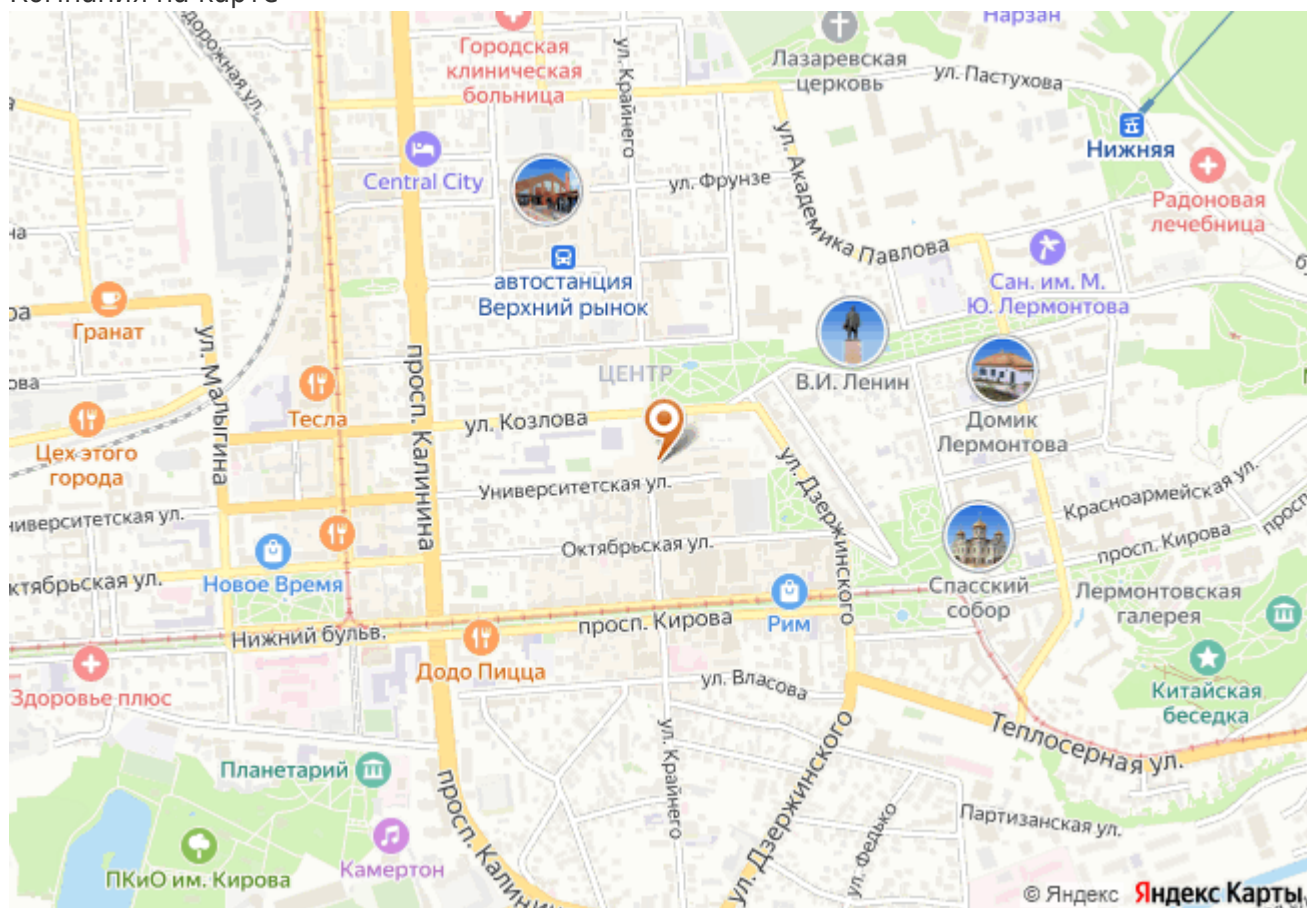 Компания на карте
Нарзан
Городская
клиническая
больница
ул. Крайнего
Лазаревская
церковь
ул. Пастухова
Нижняя
Радоновая
лечебница
Central City
ул. Фрунзе
ул. Академика Павлова
автостанция
Верхний рынок
Сан. им. М.
Ю. Лермонтова
Гранат
ул. Малыгина
просп. Калинина
ЦЕНТР
В.И. Ленин
Домик
Лермонтова
Тесла
ул. Козлова
Цех этого
города
ул. Дзержинского
Университетская ул.
Красноармейская ул.
ниверситетская ул.
Октябрьская ул.
просп. Кирова
просп
Новое Время
ктябрьская ул.
Спасский
собор
Лермонтовская
галерея
Рим
просп. Кирова
Нижний бульв.
Додо Пицца
Здоровье плюс
ул. Власова
Китайская
беседка
Теплосерная ул.
ул. Крайнего
ул. Дзержинского
Планетарий
просп. Калинина
Партизанская ул.
ул. Федько
Камертон
ПКиО им. Кирова
© Яндекс Яндекс Карты